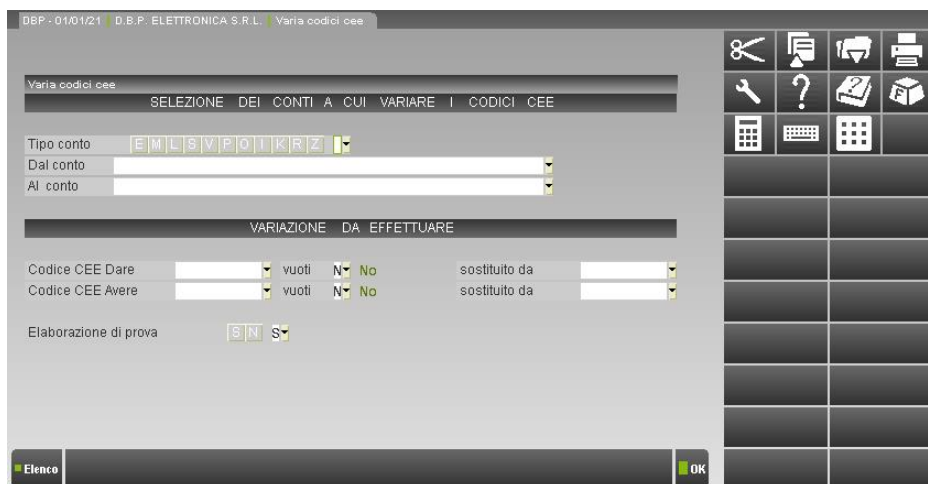 DBP - 01/01/21 D.B.P. ELETTRONICA S.R.L. Varia codici cee
Varia codici cee
SELEZIONE DEI CONTI A CUI VARIARE I CODICI CEE
Tipo conto E M L S V P O I K R Z
Dal conto
Al conto
VARIAZIONE DA EFFETTUARE
Codice CEE Dare vuoti N No sostituito da
Codice CEE Avere vuoti N No sostituito da
Elaborazione di prova S N S
Elenco OK